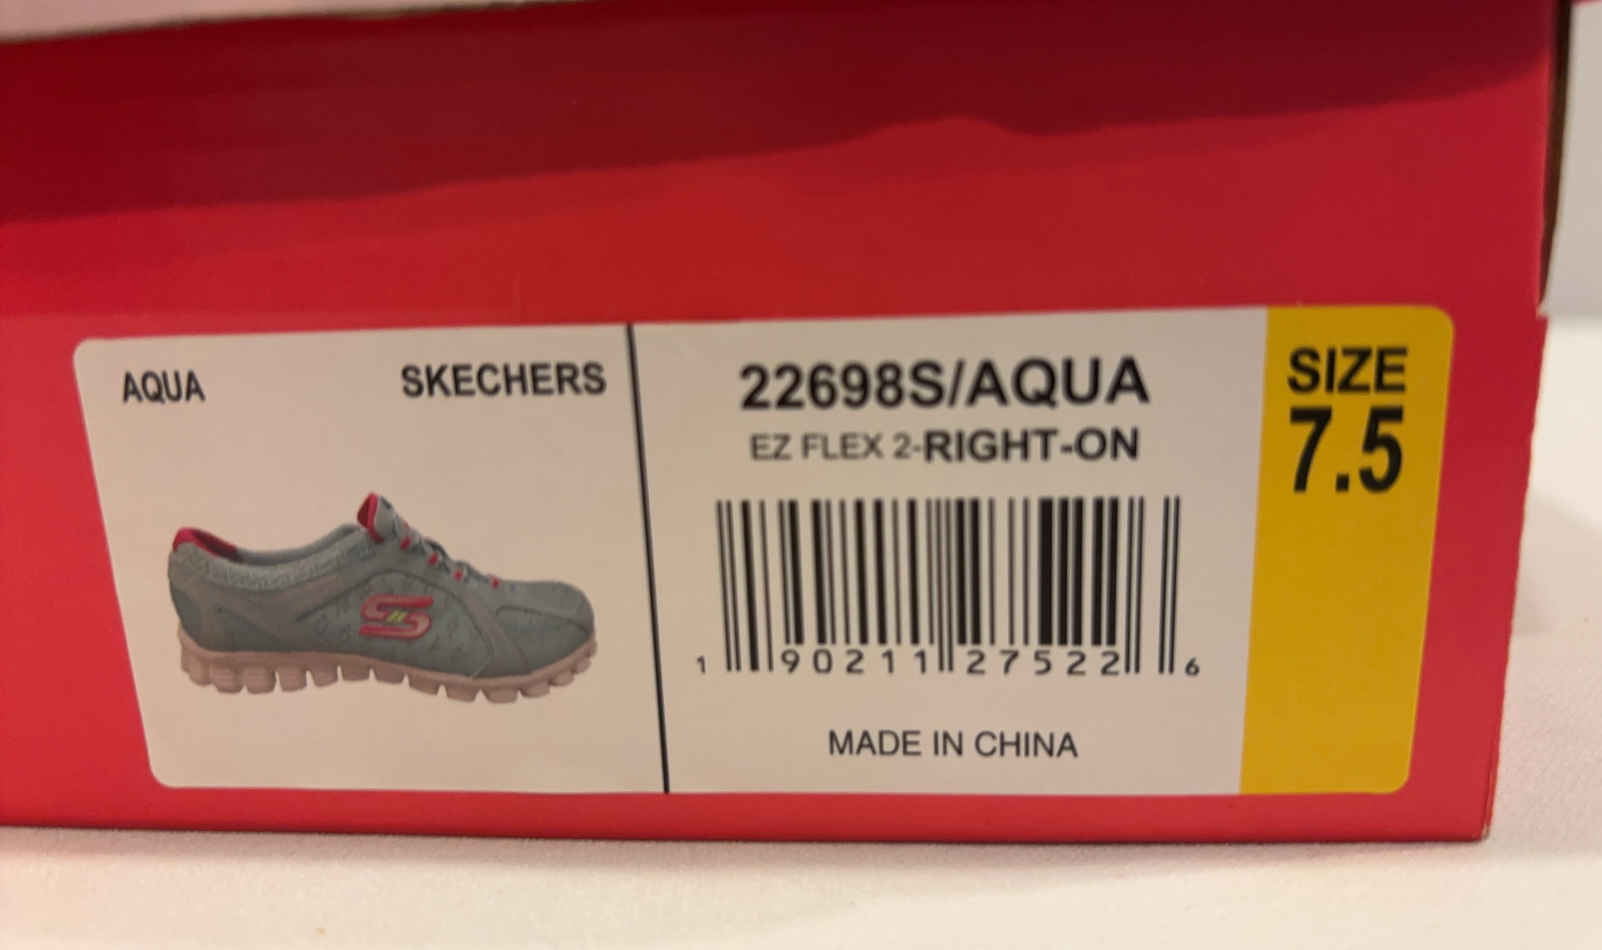 AQUA SKECHERS
22698S/AQUA
EZ FLEX 2-RIGHT-ON
1 90211 27522 6
MADE IN CHINA
SIZE
7.5